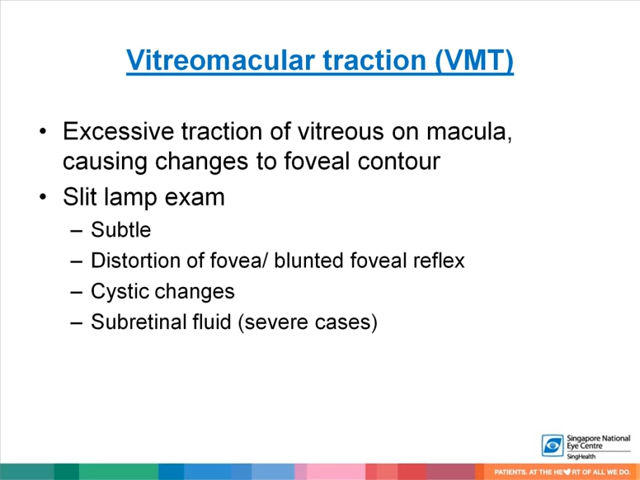 Vitreomacular traction (VMT)
• Excessive traction of vitreous on macula,
causing changes to foveal contour
• Slit lamp exam
– Subtle
– Distortion of fovea/ blunted foveal reflex
– Cystic changes
– Subretinal fluid (severe cases)
Singapore National
Eye Centre
SingHealth
PATIENTS. AT THE HE♥RT OF ALL WE DO.